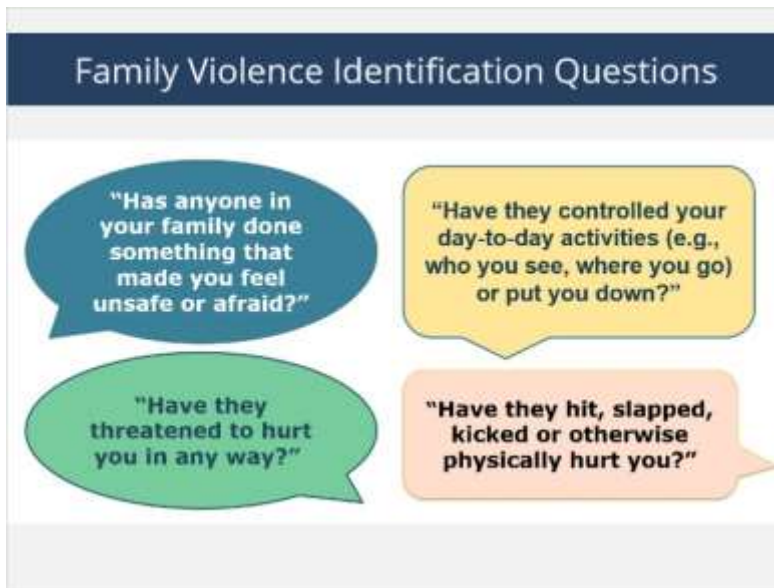 Family Violence Identification Questions
“Has anyone in
your family done
something that
made you feel
unsafe or afraid?”
“Have they controlled your
day-to-day activities (e.g.,
who you see, where you go)
or put you down?”
“Have they
threatened to hurt
you in any way?”
“Have they hit, slapped,
kicked or otherwise
physically hurt you?”